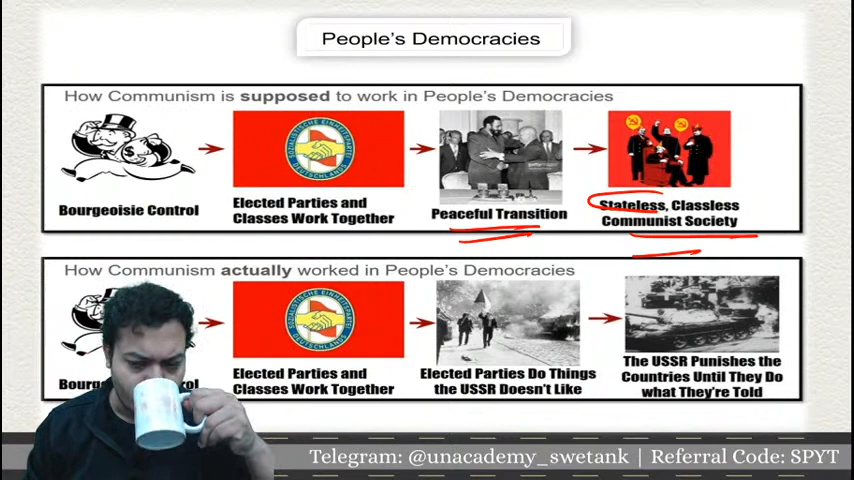 People's Democracies
How Communism is supposed to work in People's Democracies
Bourgeoisie Control
Elected Parties and
Classes Work Together
Peaceful Transition
Stateless, Classless
Communist Society
How Communism actually worked in People's Democracies
Elected Parties and
Classes Work Together
Elected Parties Do Things
the USSR Doesn't Like
The USSR Punishes the
Countries Until They Do
what They're Told
Telegram: @unacademy_swetank | Referral Code: SPYT